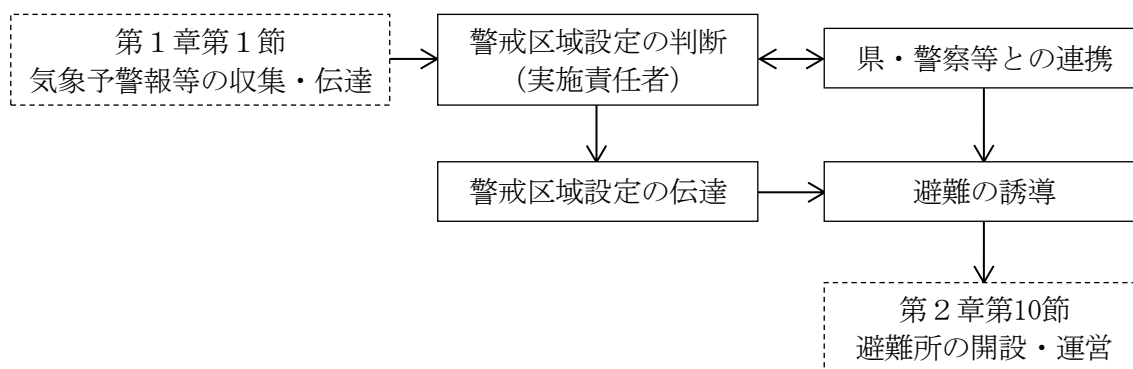 第１章第１節
気象予警報等の収集・伝達
警戒区域設定の判断
（実施責任者）
県・警察等との連携
警戒区域設定の伝達
避難の誘導
第２章第10節
避難所の開設・運営